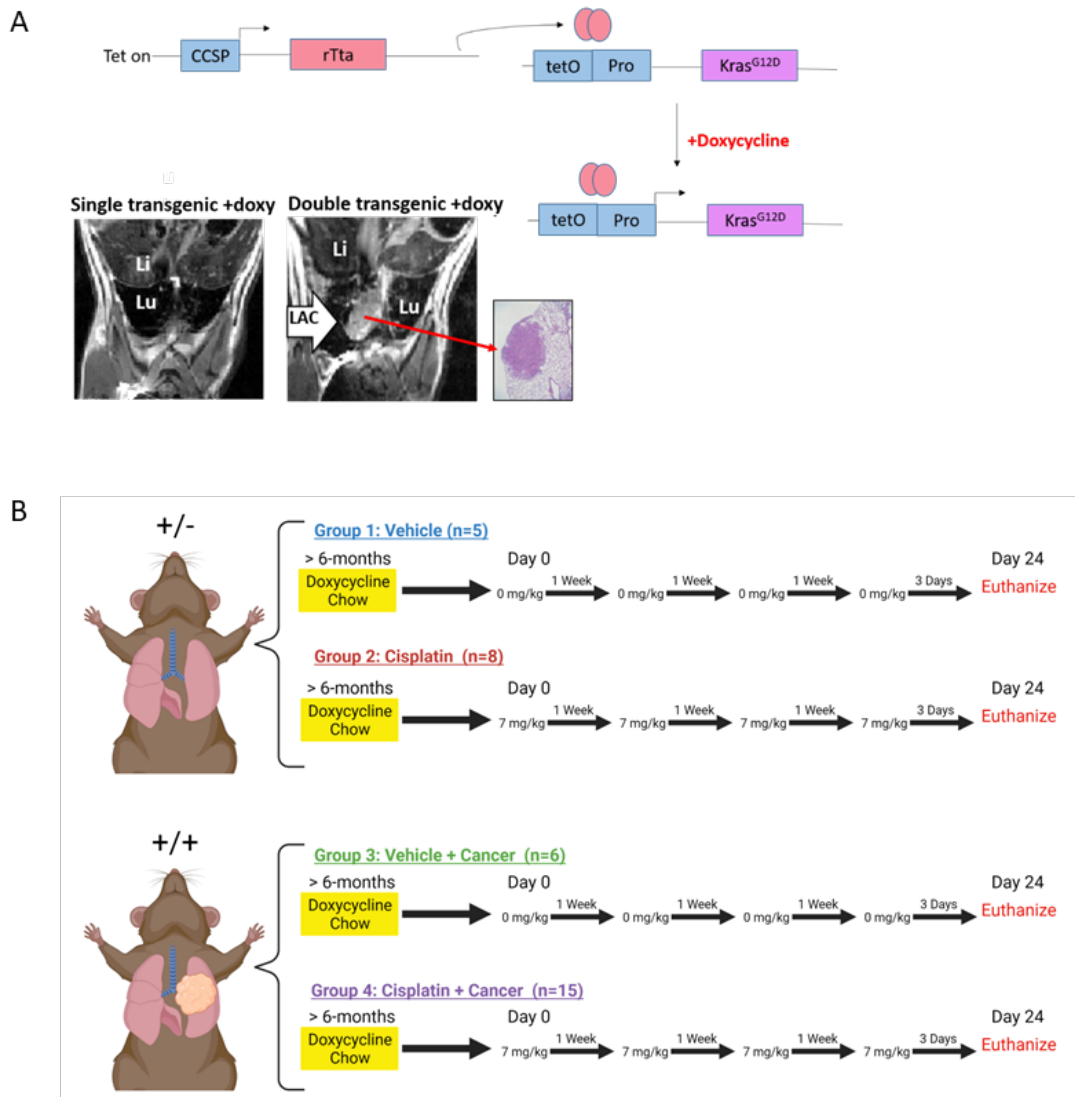 A
Tet on
CCSP
rTta
tetO
Pro
Kras^G12D
+Doxycycline
tetO
Pro
Kras^G12D
Single transgenic +doxy
Double transgenic +doxy
Li
Lu
Li
Lu
LAC
B
+/-
Group 1: Vehicle (n=5)
> 6-months
Day 0
Day 24
Doxycycline
Chow
0 mg/kg
1 Week
0 mg/kg
1 Week
0 mg/kg
1 Week
0 mg/kg
3 Days
Euthanize
Group 2: Cisplatin (n=8)
> 6-months
Day 0
Day 24
Doxycycline
Chow
7 mg/kg
1 Week
7 mg/kg
1 Week
7 mg/kg
1 Week
7 mg/kg
3 Days
Euthanize
+/+
Group 3: Vehicle + Cancer (n=6)
> 6-months
Day 0
Day 24
Doxycycline
Chow
0 mg/kg
1 Week
0 mg/kg
1 Week
0 mg/kg
1 Week
0 mg/kg
3 Days
Euthanize
Group 4: Cisplatin + Cancer (n=15)
> 6-months
Day 0
Day 24
Doxycycline
Chow
7 mg/kg
1 Week
7 mg/kg
1 Week
7 mg/kg
1 Week
7 mg/kg
3 Days
Euthanize